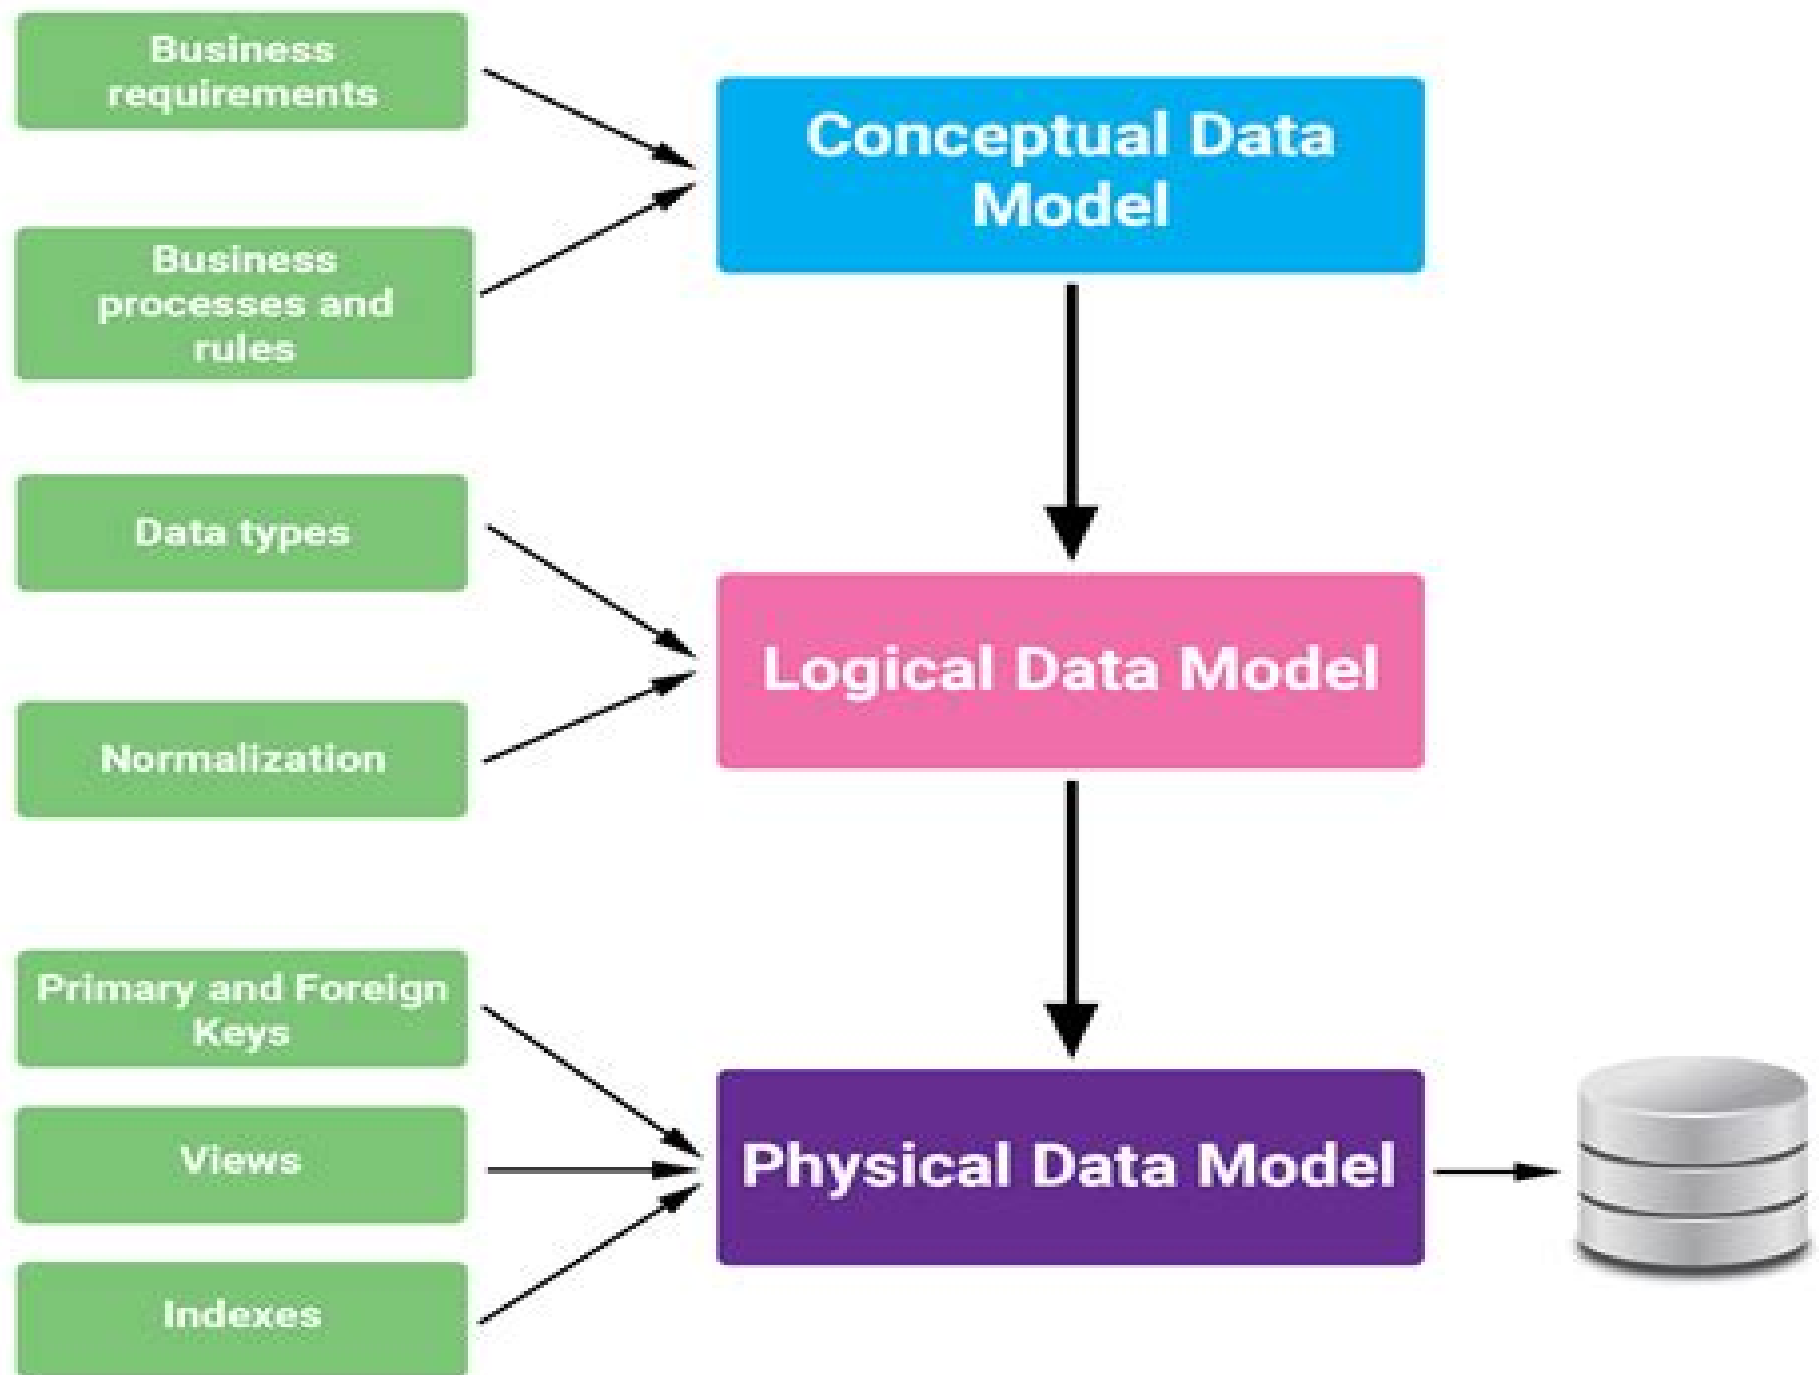 Business
requirements
Conceptual Data
Model
Business
processes and
rules
Data types
Logical Data Model
Normalization
Primary and Foreign
Keys
Views
Physical Data Model
Indexes